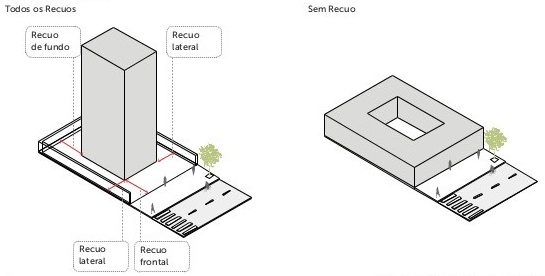 Todos os Recuos
Sem Recuo
Recuo
de fundo
Recuo
lateral
Recuo
lateral
Recuo
frontal